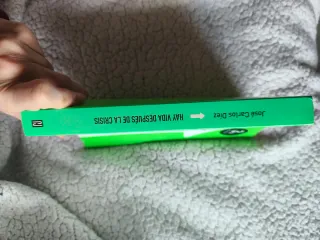 José Carlos Díez
HAY VIDA DESPUÉS DE LA CRISIS